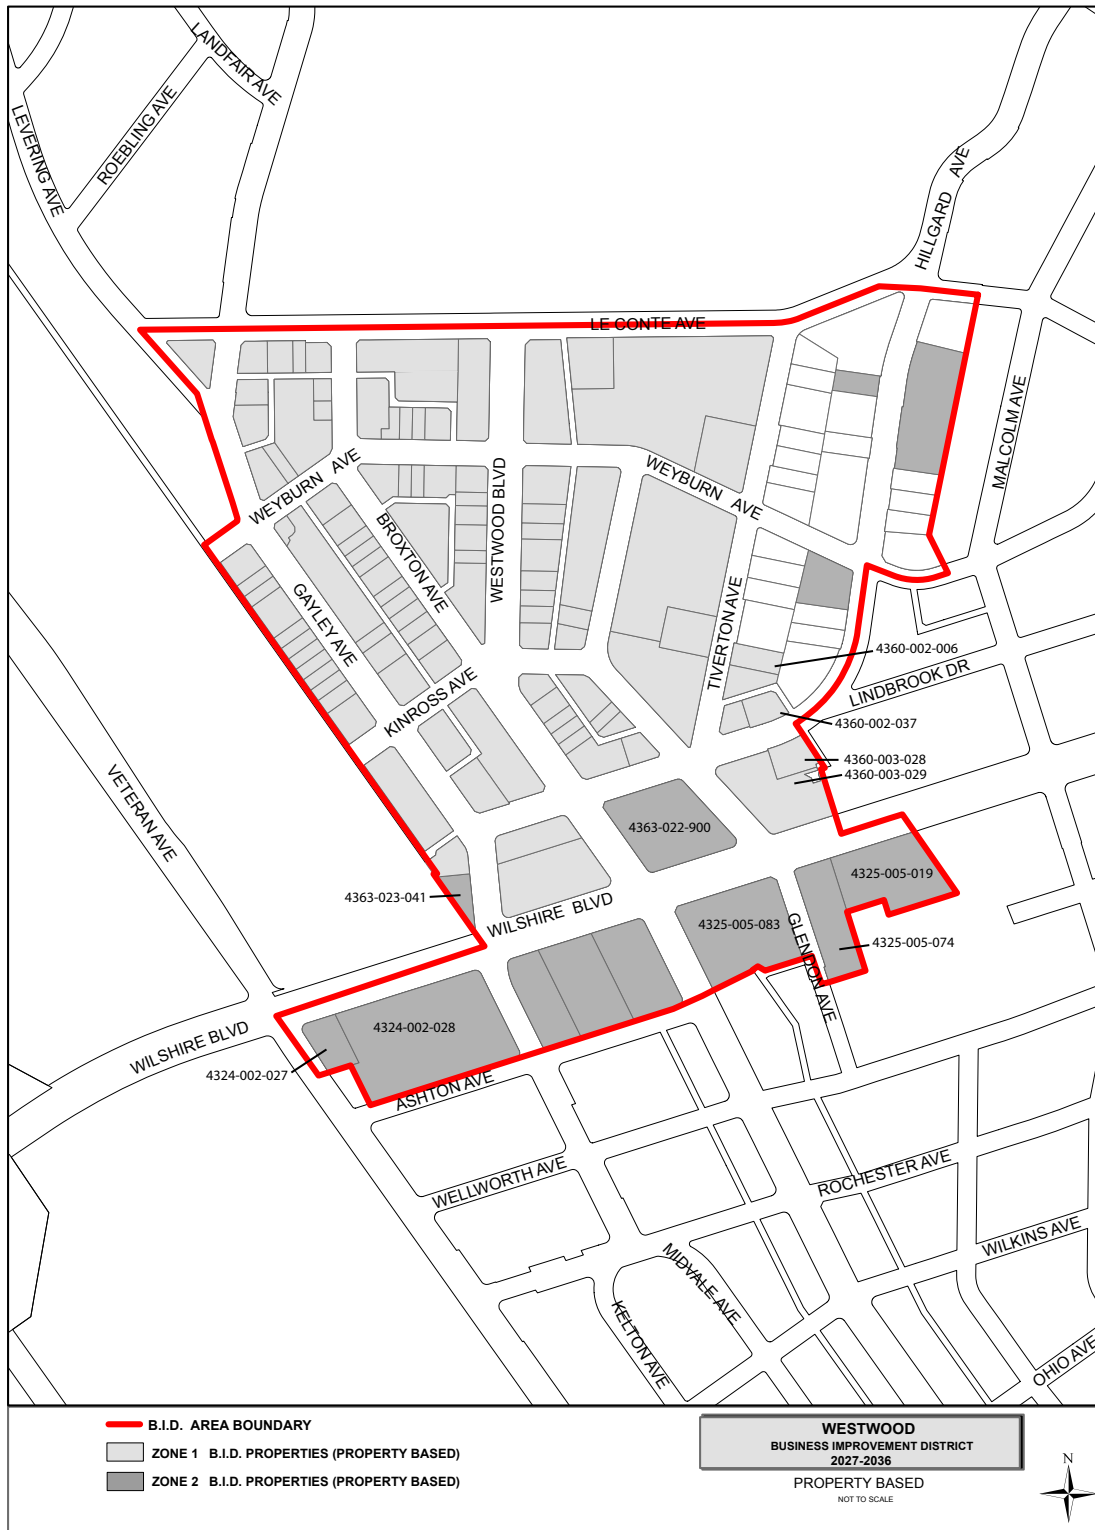 LANDFAIR AVE
ROEBLING AVE
LEVERING AVE
HILLGARD AVE
LE CONTE AVE
MALCOLM AVE
WEYBURN AVE
WEYBURN AVE
WESTWOOD BLVD
BROXTON AVE
GAYLEY AVE
TIVERTON AVE
4360-002-006
LINDBROOK DR
KINROSS AVE
4360-002-037
4360-003-028
4360-003-029
VETERAN AVE
4363-022-900
4325-005-019
4363-023-041
WILSHIRE BLVD
4325-005-083
GLENDON AVE
4325-005-074
4324-002-028
WILSHIRE BLVD
4324-002-027
ASHTON AVE
WELLWORTH AVE
ROCHESTER AVE
WILKINS AVE
MIDVALE AVE
KELTON AVE
OHIO AVE
B.I.D. AREA BOUNDARY
ZONE 1 B.I.D. PROPERTIES (PROPERTY BASED)
ZONE 2 B.I.D. PROPERTIES (PROPERTY BASED)
WESTWOOD
BUSINESS IMPROVEMENT DISTRICT
2027-2036
PROPERTY BASED
NOT TO SCALE
N